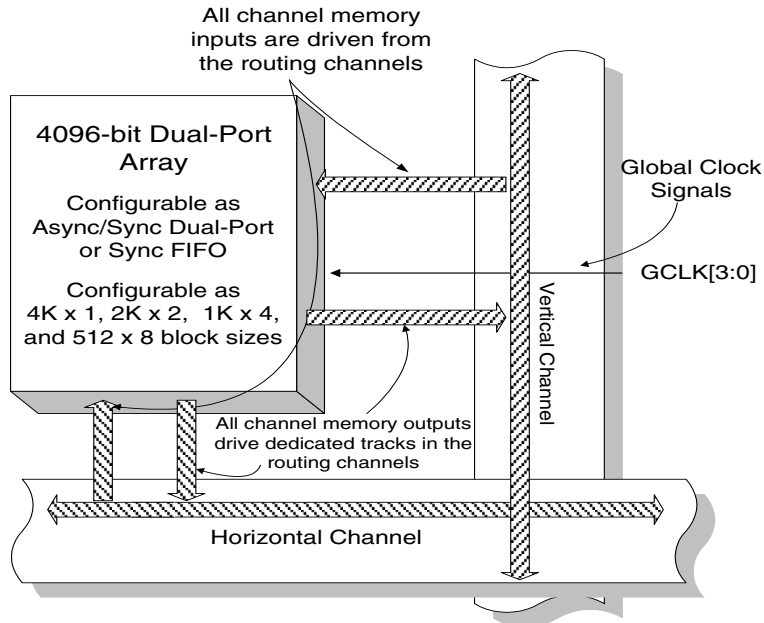 All channel memory
inputs are driven from
the routing channels
4096-bit Dual-Port
Array
Configurable as
Async/Sync Dual-Port
or Sync FIFO
Configurable as
4K x 1, 2K x 2, 1K x 4,
and 512 x 8 block sizes
Global Clock
Signals
GCLK[3:0]
Vertical Channel
All channel memory outputs
drive dedicated tracks in the
routing channels
Horizontal Channel